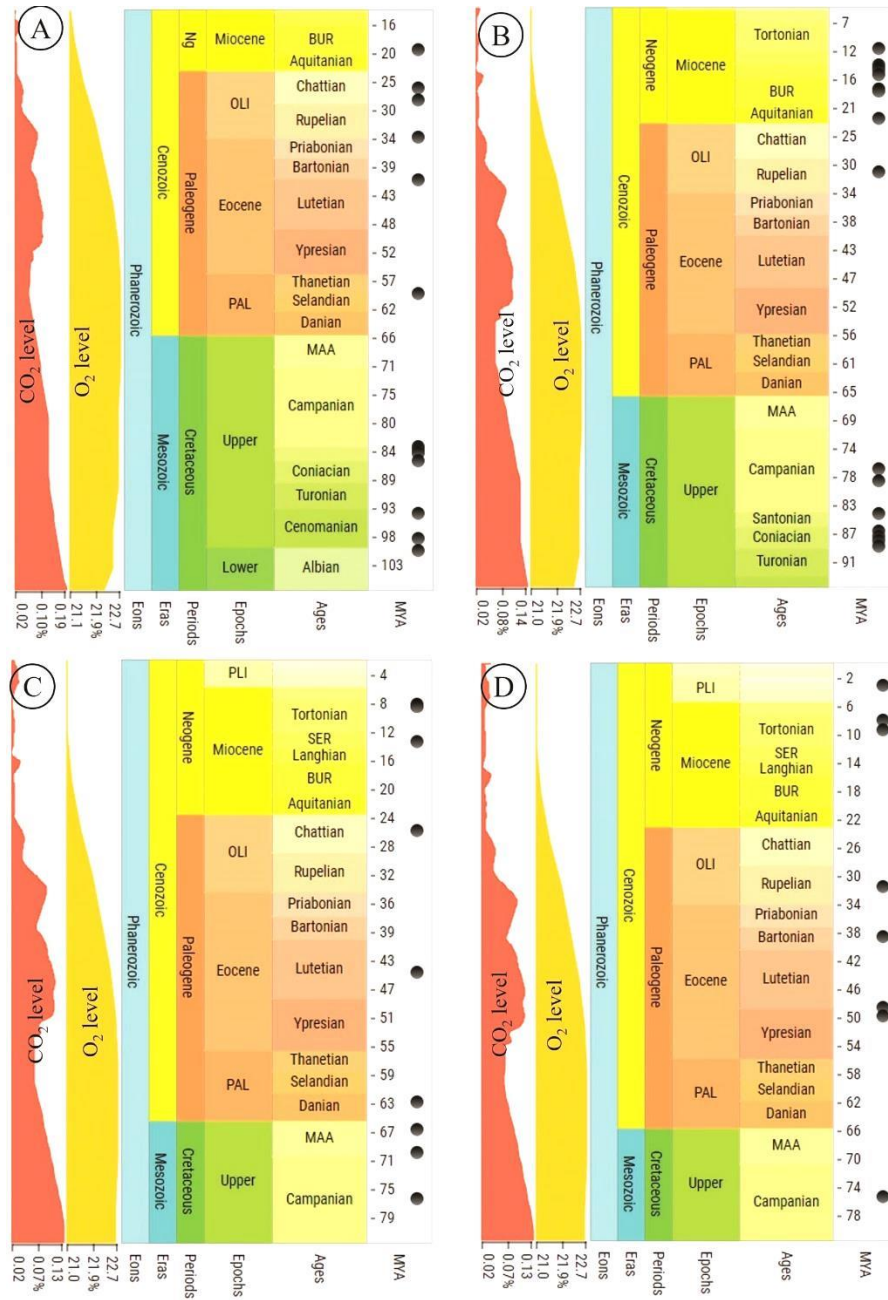 A
CO2 level
O2 level
Phanerozoic
Cenozoic
Mesozoic
Ng
Paleogene
Cretaceous
Miocene
OLI
Eocene
PAL
Upper
Lower
BUR
Aquitanian
Chattian
Rupelian
Priabonian
Bartonian
Lutetian
Ypresian
Thanetian
Selandian
Danian
MAA
Campanian
Coniacian
Turonian
Cenomanian
Albian
- 16
- 20
- 25
- 30
- 34
- 39
- 43
- 48
- 52
- 57
- 62
- 66
- 71
- 75
- 80
- 84
- 89
- 93
- 98
- 103
0.02
0.10%
0.19
21.1
21.9%
22.7
Eons
Eras
Periods
Epochs
Ages
MYA
B
CO2 level
O2 level
Phanerozoic
Cenozoic
Mesozoic
Neogene
Paleogene
Cretaceous
Miocene
OLI
Eocene
PAL
Upper
Tortonian
BUR
Aquitanian
Chattian
Rupelian
Priabonian
Bartonian
Lutetian
Ypresian
Thanetian
Selandian
Danian
MAA
Campanian
Santonian
Coniacian
Turonian
- 7
- 12
- 16
- 21
- 25
- 30
- 34
- 38
- 43
- 47
- 52
- 56
- 61
- 65
- 69
- 74
- 78
- 83
- 87
- 91
0.02
0.08%
0.14
21.0
21.9%
22.7
Eons
Eras
Periods
Epochs
Ages
MYA
C
CO2 level
O2 level
Phanerozoic
Cenozoic
Mesozoic
Neogene
Paleogene
Cretaceous
PLI
Miocene
OLI
Eocene
PAL
Upper
Tortonian
SER
Langhian
BUR
Aquitanian
Chattian
Rupelian
Priabonian
Bartonian
Lutetian
Ypresian
Thanetian
Selandian
Danian
MAA
Campanian
- 4
- 8
- 12
- 16
- 20
- 24
- 28
- 32
- 36
- 39
- 43
- 47
- 51
- 55
- 59
- 63
- 67
- 71
- 75
- 79
0.02
0.07%
0.13
21.0
21.9%
22.7
Eons
Eras
Periods
Epochs
Ages
MYA
D
CO2 level
O2 level
Phanerozoic
Cenozoic
Mesozoic
Neogene
Paleogene
Cretaceous
PLI
Miocene
OLI
Eocene
PAL
Upper
Tortonian
SER
Langhian
BUR
Aquitanian
Chattian
Rupelian
Priabonian
Bartonian
Lutetian
Ypresian
Thanetian
Selandian
Danian
MAA
Campanian
- 2
- 6
- 10
- 14
- 18
- 22
- 26
- 30
- 34
- 38
- 42
- 46
- 50
- 54
- 58
- 62
- 66
- 70
- 74
- 78
0.02
0.07%
0.13
21.0
21.9%
22.7
Eons
Eras
Periods
Epochs
Ages
MYA